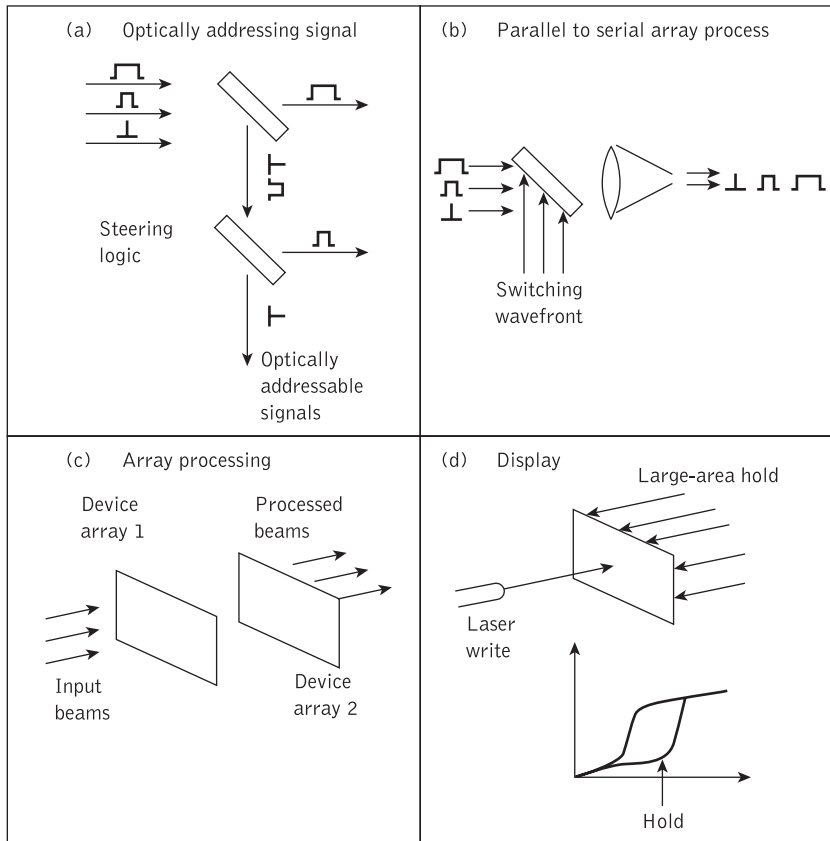 (a) Optically addressing signal
Steering
logic
Optically
addressable
signals
(b) Parallel to serial array process
Switching
wavefront
(c) Array processing
Device
array 1
Processed
beams
Input
beams
Device
array 2
(d) Display
Large-area hold
Laser
write
Hold